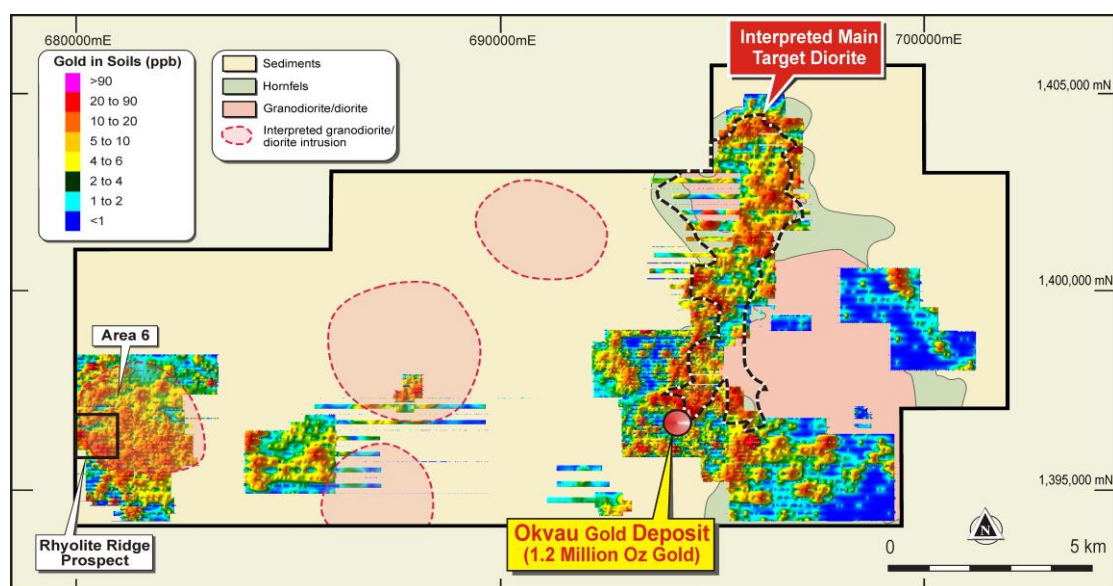 680000mE
690000mE
700000mE
Gold in Soils (ppb)
>90
20 to 90
10 to 20
5 to 10
4 to 6
2 to 4
1 to 2
<1
Sediments
Hornfels
Granodiorite/diorite
Interpreted granodiorite/
diorite intrusion
Interpreted Main
Target Diorite
1,405,000 mN
1,400,000 mN
1,395,000 mN
Area 6
Rhyolite Ridge
Prospect
Okvau Gold Deposit
(1.2 Million Oz Gold)
N
0
5 km